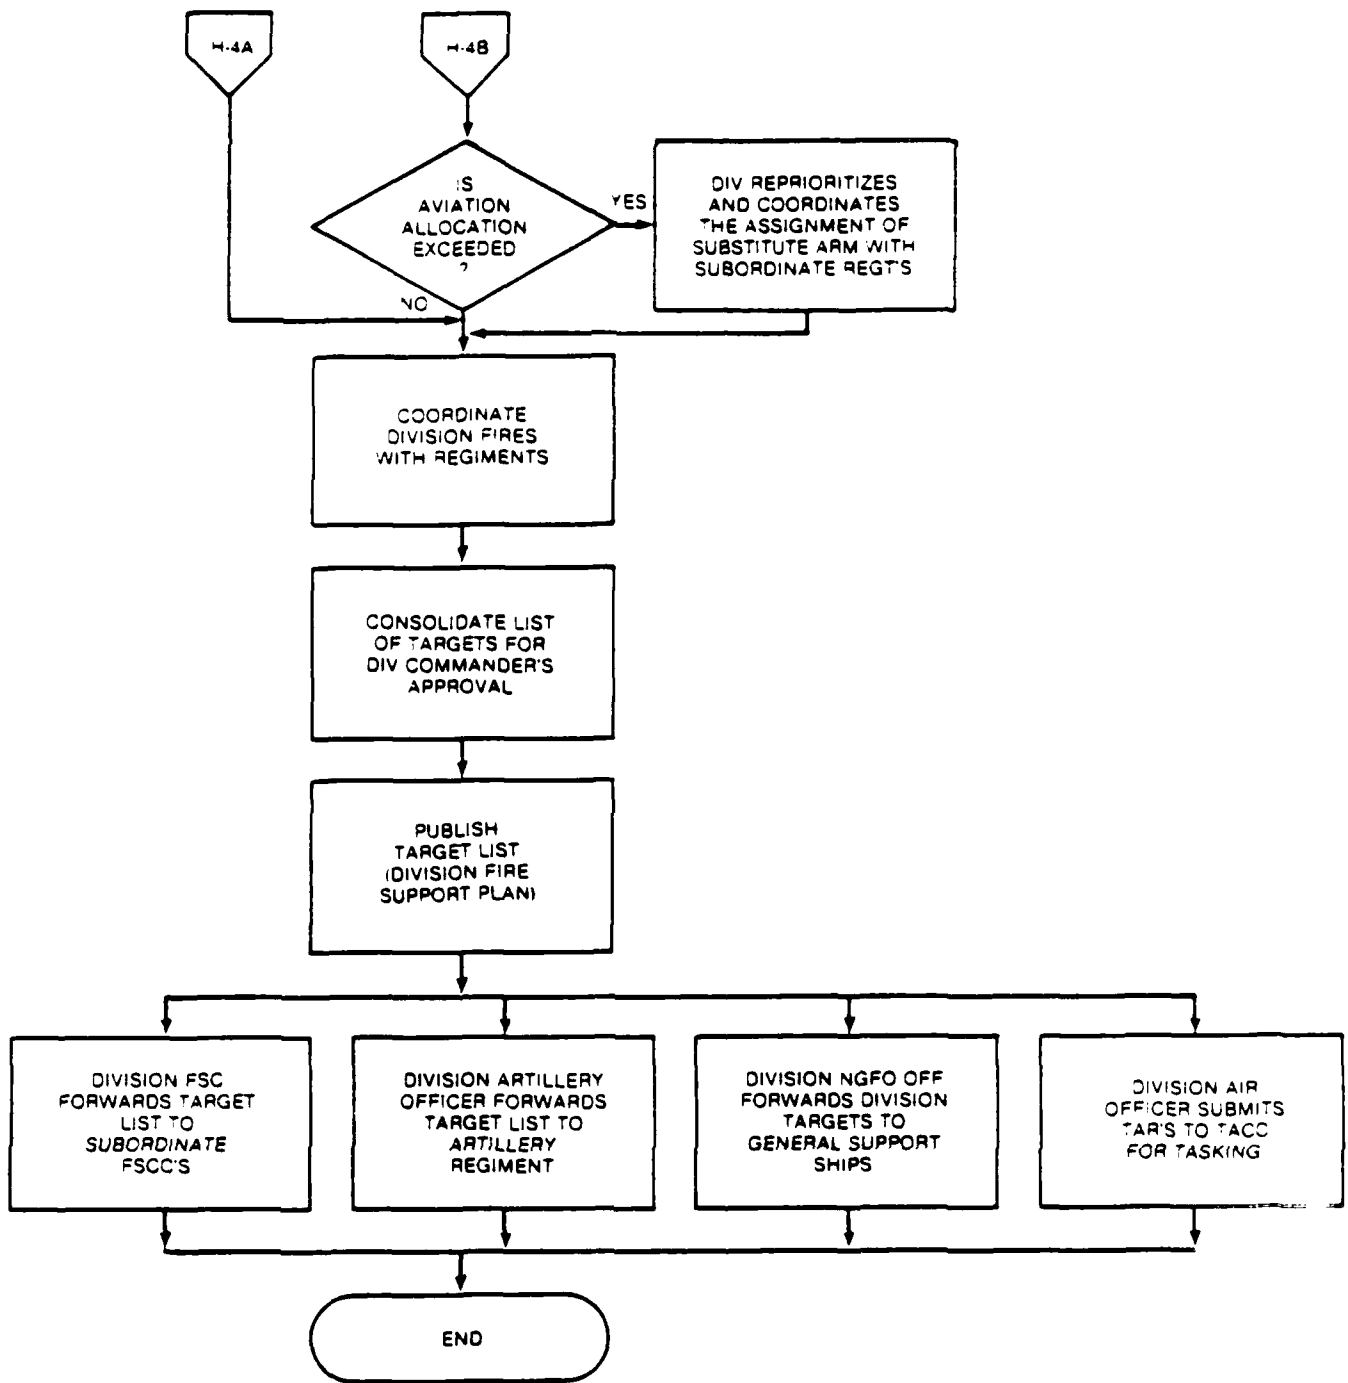 H-4A
H-4B
IS
AVIATION
ALLOCATION
EXCEEDED
?
YES
NO
DIV REPRIORITIZES
AND COORDINATES
THE ASSIGNMENT OF
SUBSTITUTE ARM WITH
SUBORDINATE REGT'S
COORDINATE
DIVISION FIRES
WITH REGIMENTS
CONSOLIDATE LIST
OF TARGETS FOR
DIV COMMANDER'S
APPROVAL
PUBLISH
TARGET LIST
(DIVISION FIRE
SUPPORT PLAN)
DIVISION FSC
FORWARDS TARGET
LIST TO
SUBORDINATE
FSCC'S
DIVISION ARTILLERY
OFFICER FORWARDS
TARGET LIST TO
ARTILLERY
REGIMENT
DIVISION NGFO OFF
FORWARDS DIVISION
TARGETS TO
GENERAL SUPPORT
SHIPS
DIVISION AIR
OFFICER SUBMITS
TAR'S TO TACC
FOR TASKING
END